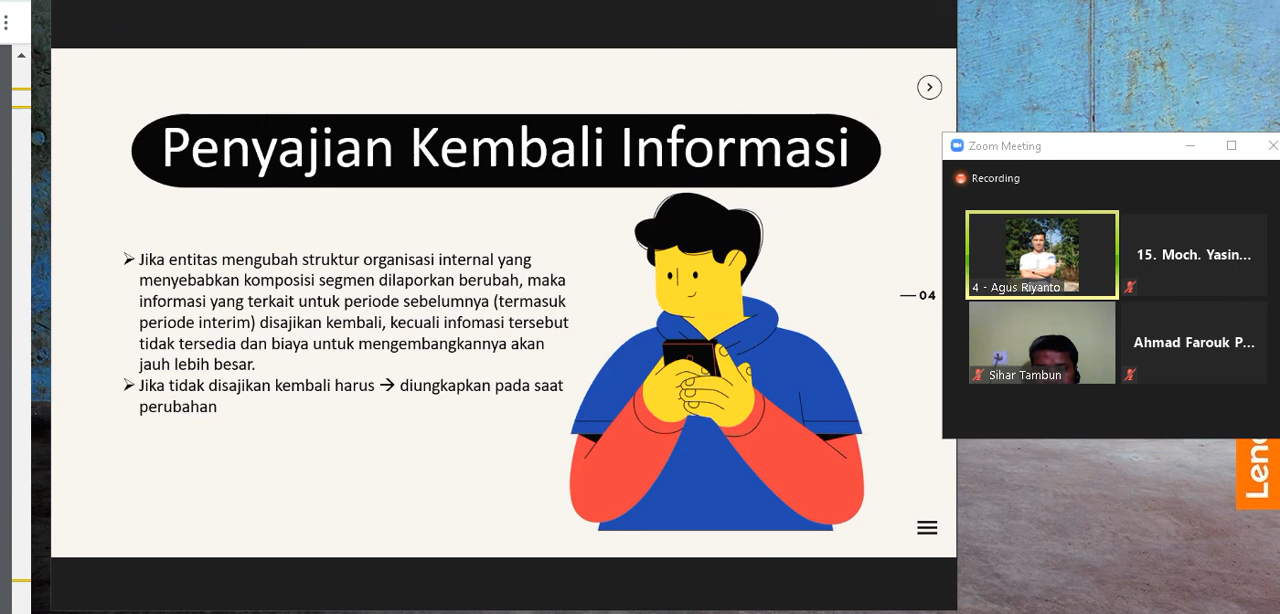 Penyajian Kembali Informasi
➢ Jika entitas mengubah struktur organisasi internal yang
menyebabkan komposisi segmen dilaporkan berubah, maka
informasi yang terkait untuk periode sebelumnya (termasuk
periode interim) disajikan kembali, kecuali infomasi tersebut
tidak tersedia dan biaya untuk mengembangkannya akan
jauh lebih besar.
➢ Jika tidak disajikan kembali harus → diungkapkan pada saat
perubahan
04
Zoom Meeting
Recording
4 - Agus Riyanto
15. Moch. Yasin...
Sihar Tambun
Ahmad Farouk P...
Leno